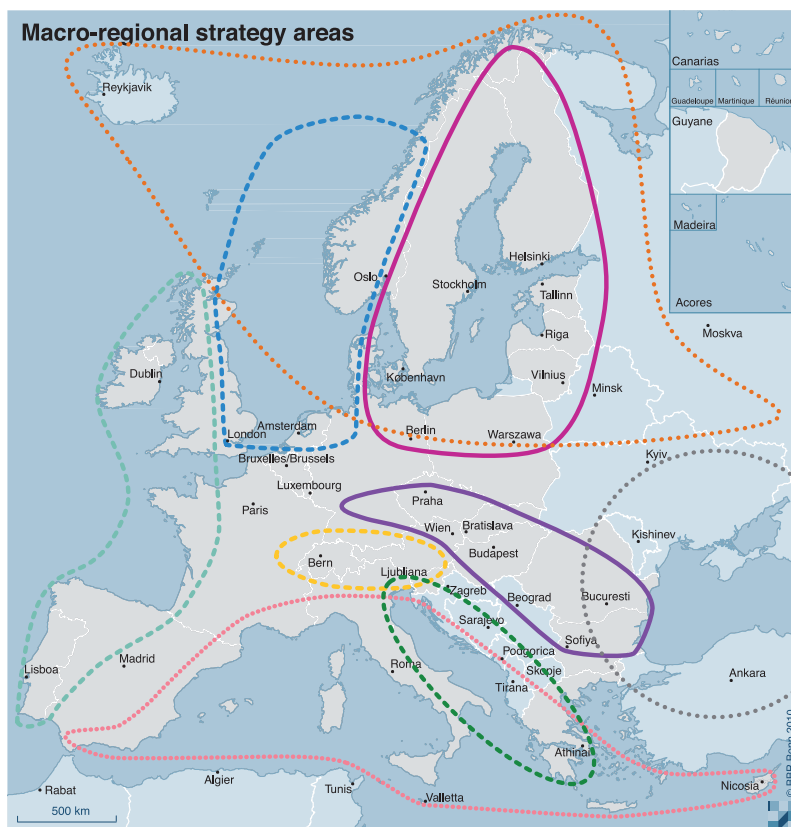 Macro-regional strategy areas
Canarias
Guadeloupe Martinique Réunion
Guyane
Madeira
Acores
Reykjavik
Helsinki
Oslo
Stockholm
Tallinn
Riga
Moskva
Dublin
København
Vilnius
Minsk
Amsterdam
London
Berlin
Warszawa
Bruxelles/Brussels
Kyiv
Luxembourg
Paris
Praha
Wien
Bratislava
Kishinev
Budapest
Bern
Ljubljana
Zagreb
Beograd
Bucuresti
Sarajevo
Sofiya
Lisboa
Madrid
Roma
Podgorica
Skopje
Ankara
Tirana
Athinai
Rabat
Algier
Tunis
Valletta
Nicosia
500 km
© BBR Bonn 2010